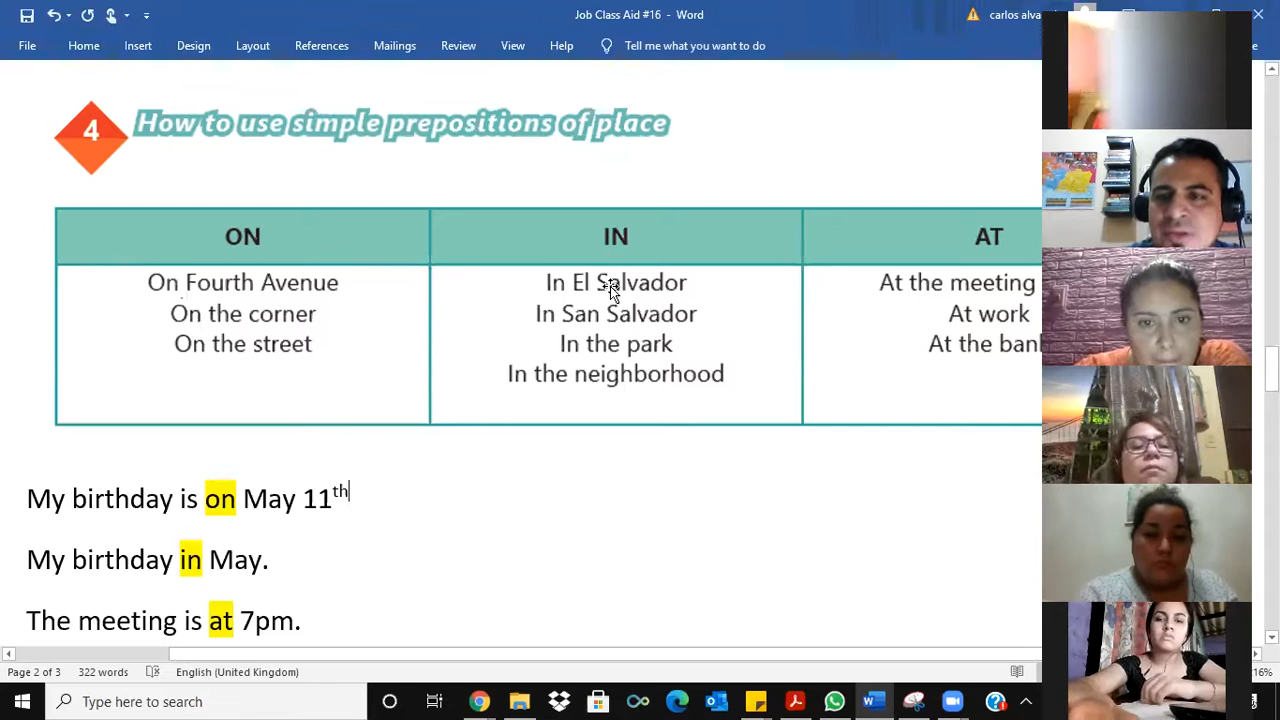 Job Class Aid #16 - Word
carlos alva
File Home Insert Design Layout References Mailings Review View Help Tell me what you want to do
4 How to use simple prepositions of place
ON IN AT
On Fourth Avenue In El Salvador At the meeting
On the corner In San Salvador At work
On the street In the park At the ban
In the neighborhood
My birthday is on May 11th
My birthday in May.
The meeting is at 7pm.
Page 2 of 3 322 words English (United Kingdom) 16%
Type here to search